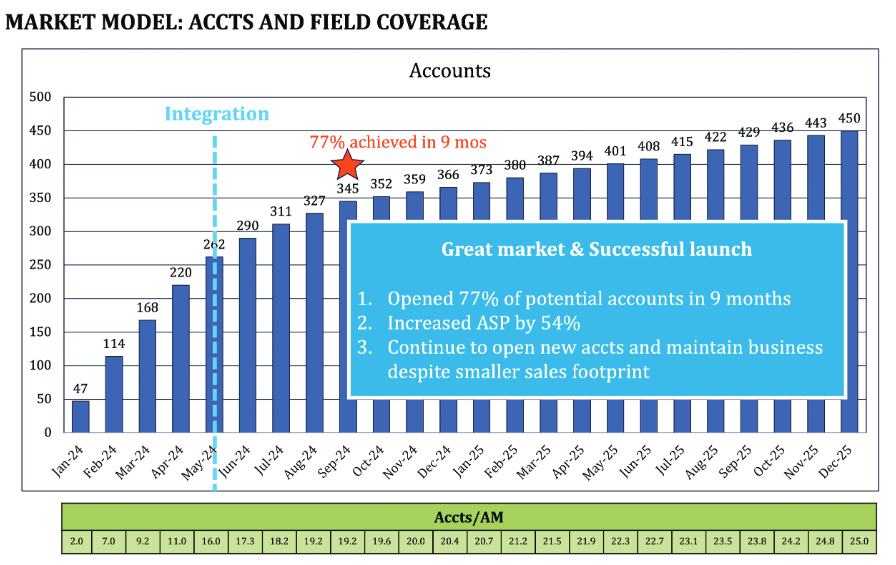 MARKET MODEL: ACCTS AND FIELD COVERAGE
Accounts
500
450
400
350
300
250
200
150
100
50
0
Integration
77% achieved in 9 mos
47
114
168
220
262
290
311
327
345
352
359
366
373
380
387
394
401
408
415
422
429
436
443
450
Great market & Successful launch
1. Opened 77% of potential accounts in 9 months
2. Increased ASP by 54%
3. Continue to open new accts and maintain business
despite smaller sales footprint
Jan-24
Feb-24
Mar-24
Apr-24
May-24
Jun-24
Jul-24
Aug-24
Sep-24
Oct-24
Nov-24
Dec-24
Jan-25
Feb-25
Mar-25
Apr-25
May-25
Jun-25
Jul-25
Aug-25
Sep-25
Oct-25
Nov-25
Dec-25
Accts/AM
2.0 7.0 9.2 11.0 16.0 17.3 18.2 19.2 19.2 19.6 20.0 20.4 20.7 21.2 21.5 21.9 22.3 22.7 23.1 23.5 23.8 24.2 24.8 25.0